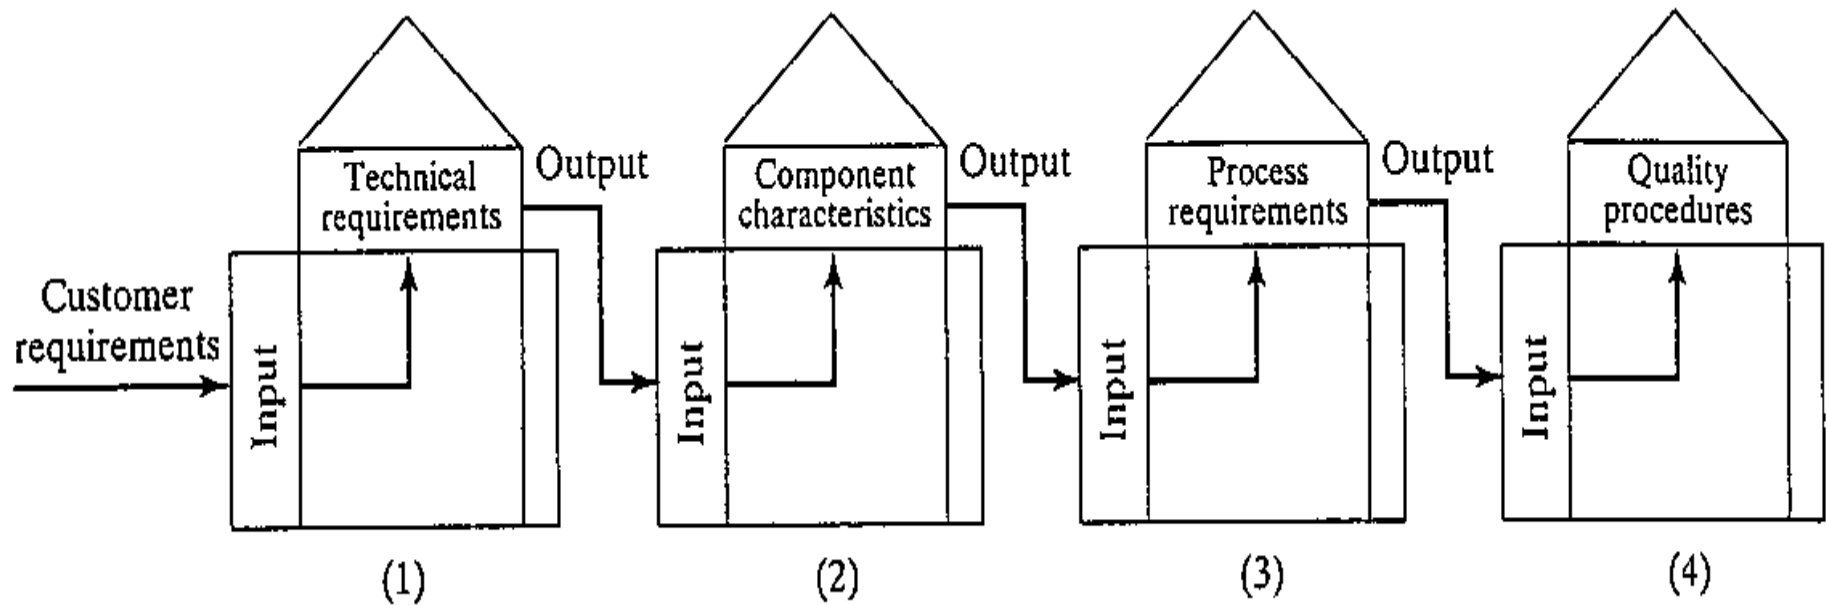 Technical
requirements
Output
Component
characteristics
Output
Process
requirements
Output
Quality
procedures
Customer
requirements
Input
Input
Input
Input
(1)
(2)
(3)
(4)